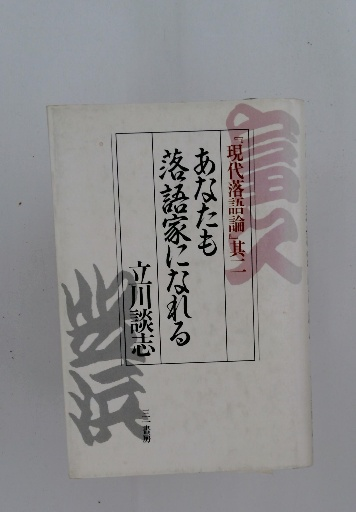 『現代落語論』其二
あなたも
落語家になれる
立川談志
三一書房